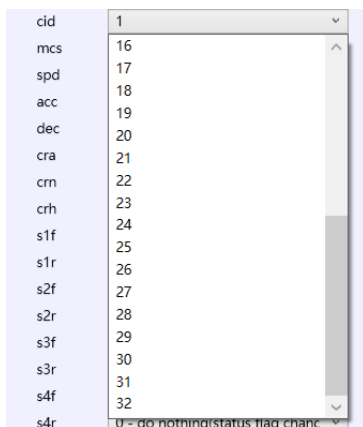 cid 1
mcs 16
17
spd 18
acc 19
dec 20
cra 21
crn 22
crh 23
s1f 24
s1r 25
26
s2f 27
s2r 28
s3f 29
s3r 30
s4f 31
32
s4r 0 - do nothing(status flag chanc